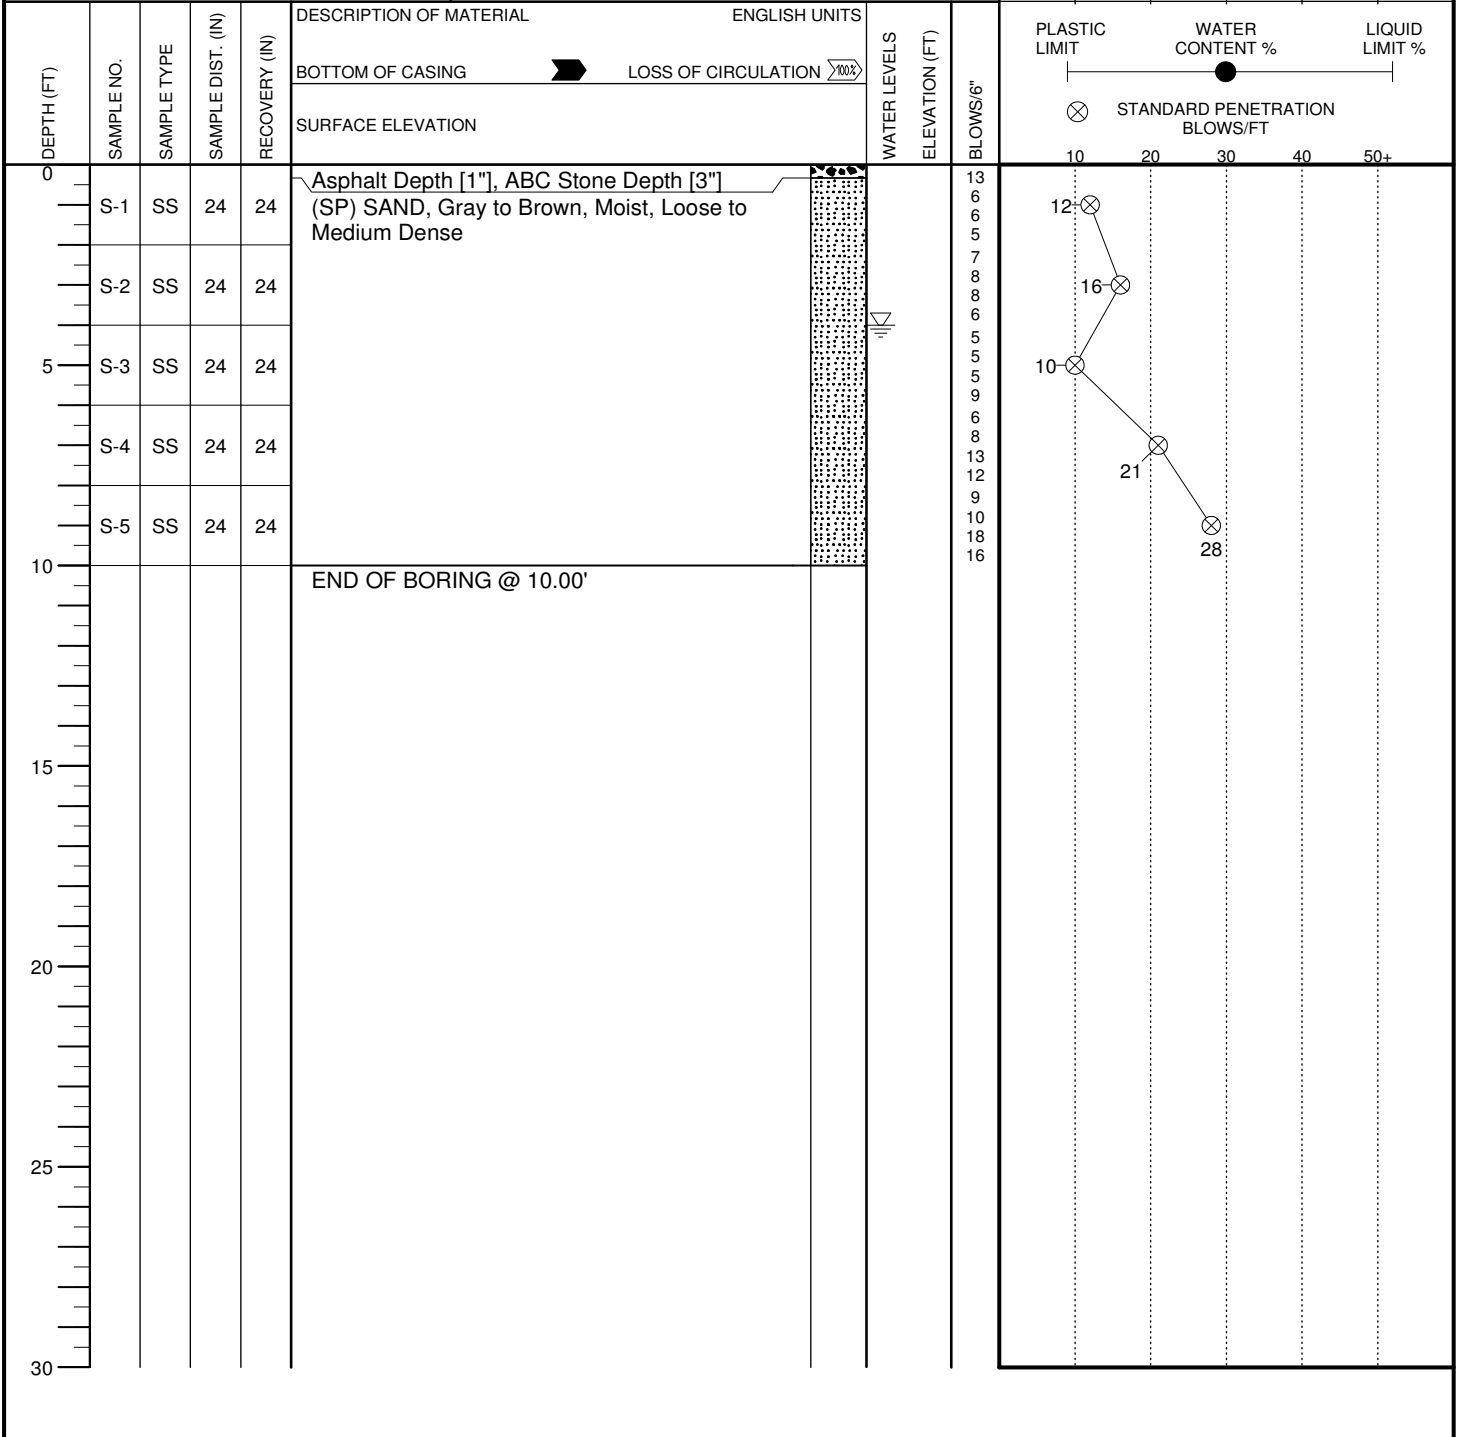 DEPTH (FT)
SAMPLE NO.
SAMPLE TYPE
SAMPLE DIST. (IN)
RECOVERY (IN)
DESCRIPTION OF MATERIAL ENGLISH UNITS
BOTTOM OF CASING LOSS OF CIRCULATION 100%
SURFACE ELEVATION
WATER LEVELS
ELEVATION (FT)
BLOWS/6"
PLASTIC LIMIT
WATER CONTENT %
LIQUID LIMIT %
STANDARD PENETRATION
BLOWS/FT
10 20 30 40 50+
0
Asphalt Depth [1"], ABC Stone Depth [3"]
(SP) SAND, Gray to Brown, Moist, Loose to
Medium Dense
S-1 SS 24 24
13
6
6
5
12
S-2 SS 24 24
7
8
8
6
16
5
S-3 SS 24 24
5
5
5
9
10
S-4 SS 24 24
6
8
13
12
21
S-5 SS 24 24
9
10
18
16
28
10
END OF BORING @ 10.00'
15
20
25
30